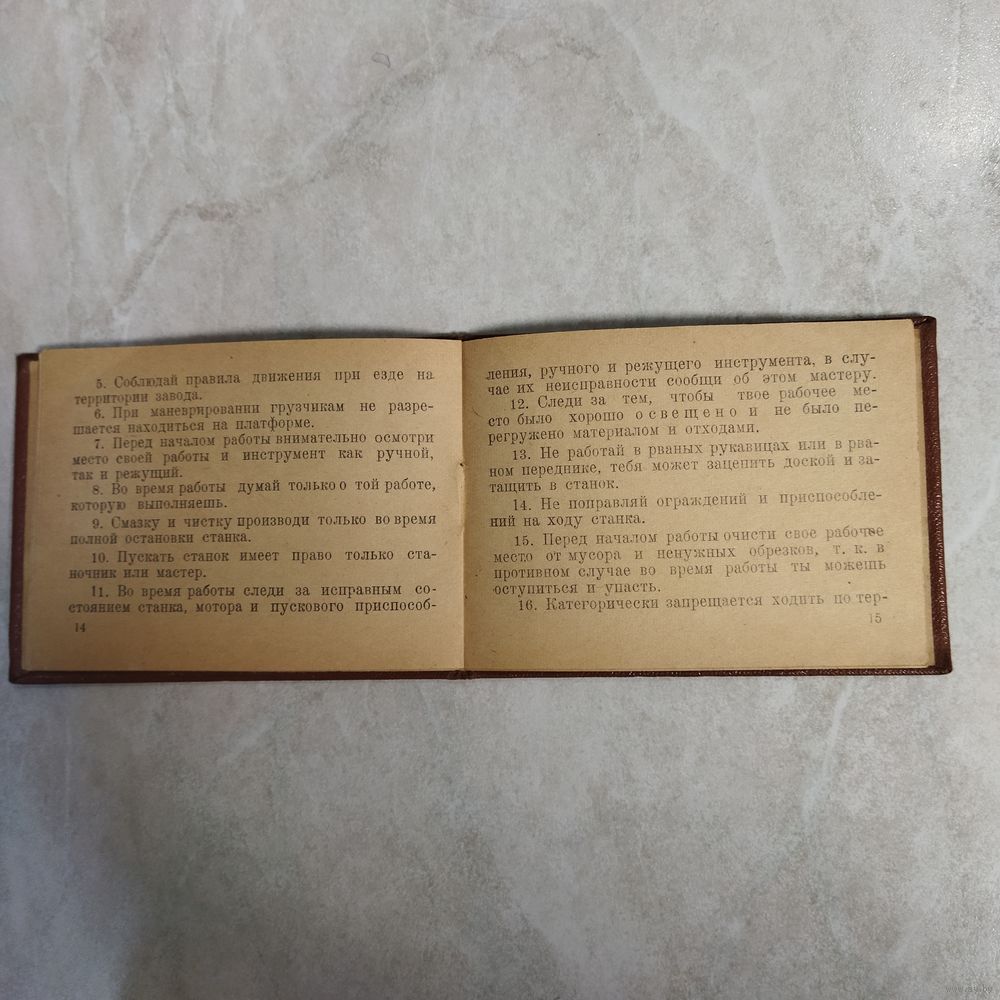 5. Соблюдай правила движения при езде на
территории завода.
6. При маневрировании грузчикам не разре-
шается находиться на платформе.
7. Перед началом работы внимательно осмотри
место своей работы и инструмент как ручной,
так и режущий.
8. Во время работы думай только о той работе,
которую выполняешь.
9. Смазку и чистку производи только во время
полной остановки станка.
10. Пускать станок имеет право только ста-
ночник или мастер.
11. Во время работы следи за исправным со-
стоянием станка, мотора и пускового приспособ-
14
ления, ручного и режущего инструмента, в слу-
чае их неисправности сообщи об этом мастеру.
12. Следи за тем, чтобы твое рабочее ме-
сто было хорошо освещено и не было пе-
регружено материалом и отходами.
13. Не работай в рваных рукавицах или в рва-
ном переднике, тебя может зацепить доской и за-
тащить в станок.
14. Не поправляй ограждений и приспособле-
ний на ходу станка.
15. Перед началом работы очисти свое рабочее
место от мусора и ненужных обрезков, т. к. в
противном случае во время работы ты можешь
оступиться и упасть.
16. Категорически запрещается ходить по тер-
15